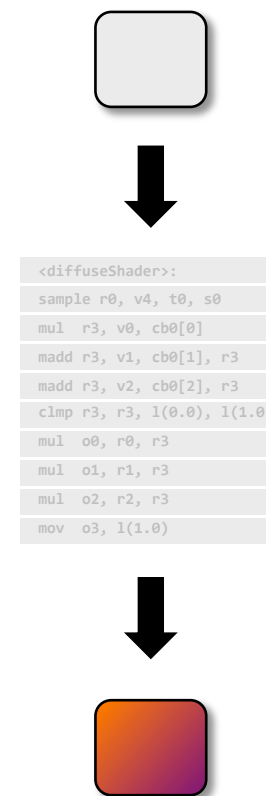 <diffuseShader>:
sample r0, v4, t0, s0
mul  r3, v0, cb0[0]
madd r3, v1, cb0[1], r3
madd r3, v2, cb0[2], r3
clmp r3, r3, l(0.0), l(1.0
mul  o0, r0, r3
mul  o1, r1, r3
mul  o2, r2, r3
mov  o3, l(1.0)